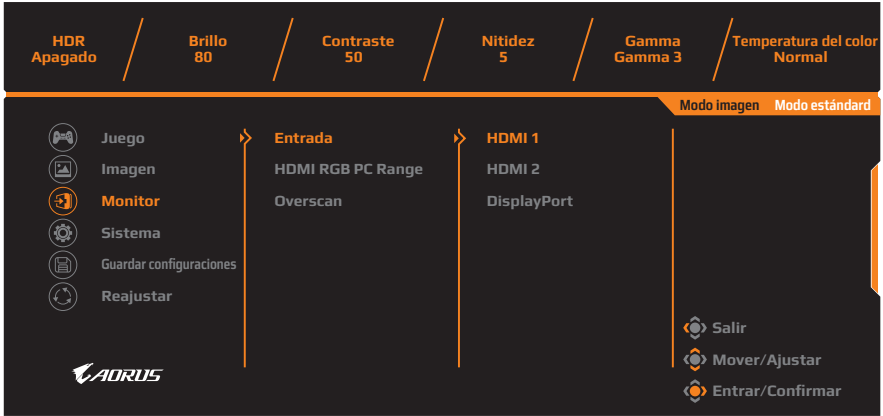 HDR
Apagado
Brillo
80
Contraste
50
Nitidez
5
Gamma
Gamma 3
Temperatura del color
Normal
Modo imagen Modo estándard
Juego
Imagen
Monitor
Sistema
Guardar configuraciones
Reajustar
Entrada
HDMI RGB PC Range
Overscan
HDMI 1
HDMI 2
DisplayPort
Salir
Mover/Ajustar
Entrar/Confirmar
AORUS